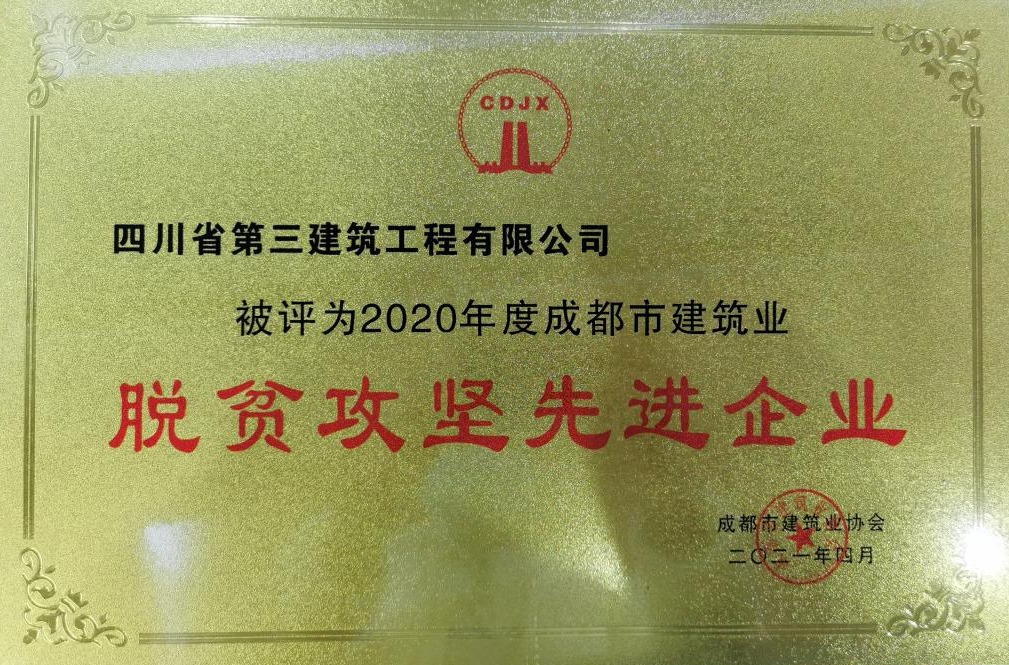 CDJX
四川省第三建筑工程有限公司
被评为2020年度成都市建筑业
脱贫攻坚先进企业
成都市建筑业协会
二〇二一年四月